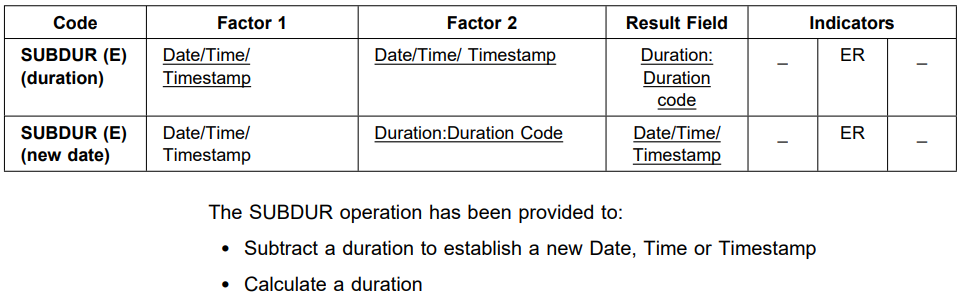 Code Factor 1 Factor 2 Result Field Indicators
SUBDUR (E) Date/Time/ Date/Time/ Timestamp Duration: _ ER _
(duration) Timestamp Duration
code
SUBDUR (E) Date/Time/ Duration:Duration Code Date/Time/ _ ER _
(new date) Timestamp Timestamp
The SUBDUR operation has been provided to:
• Subtract a duration to establish a new Date, Time or Timestamp
• Calculate a duration